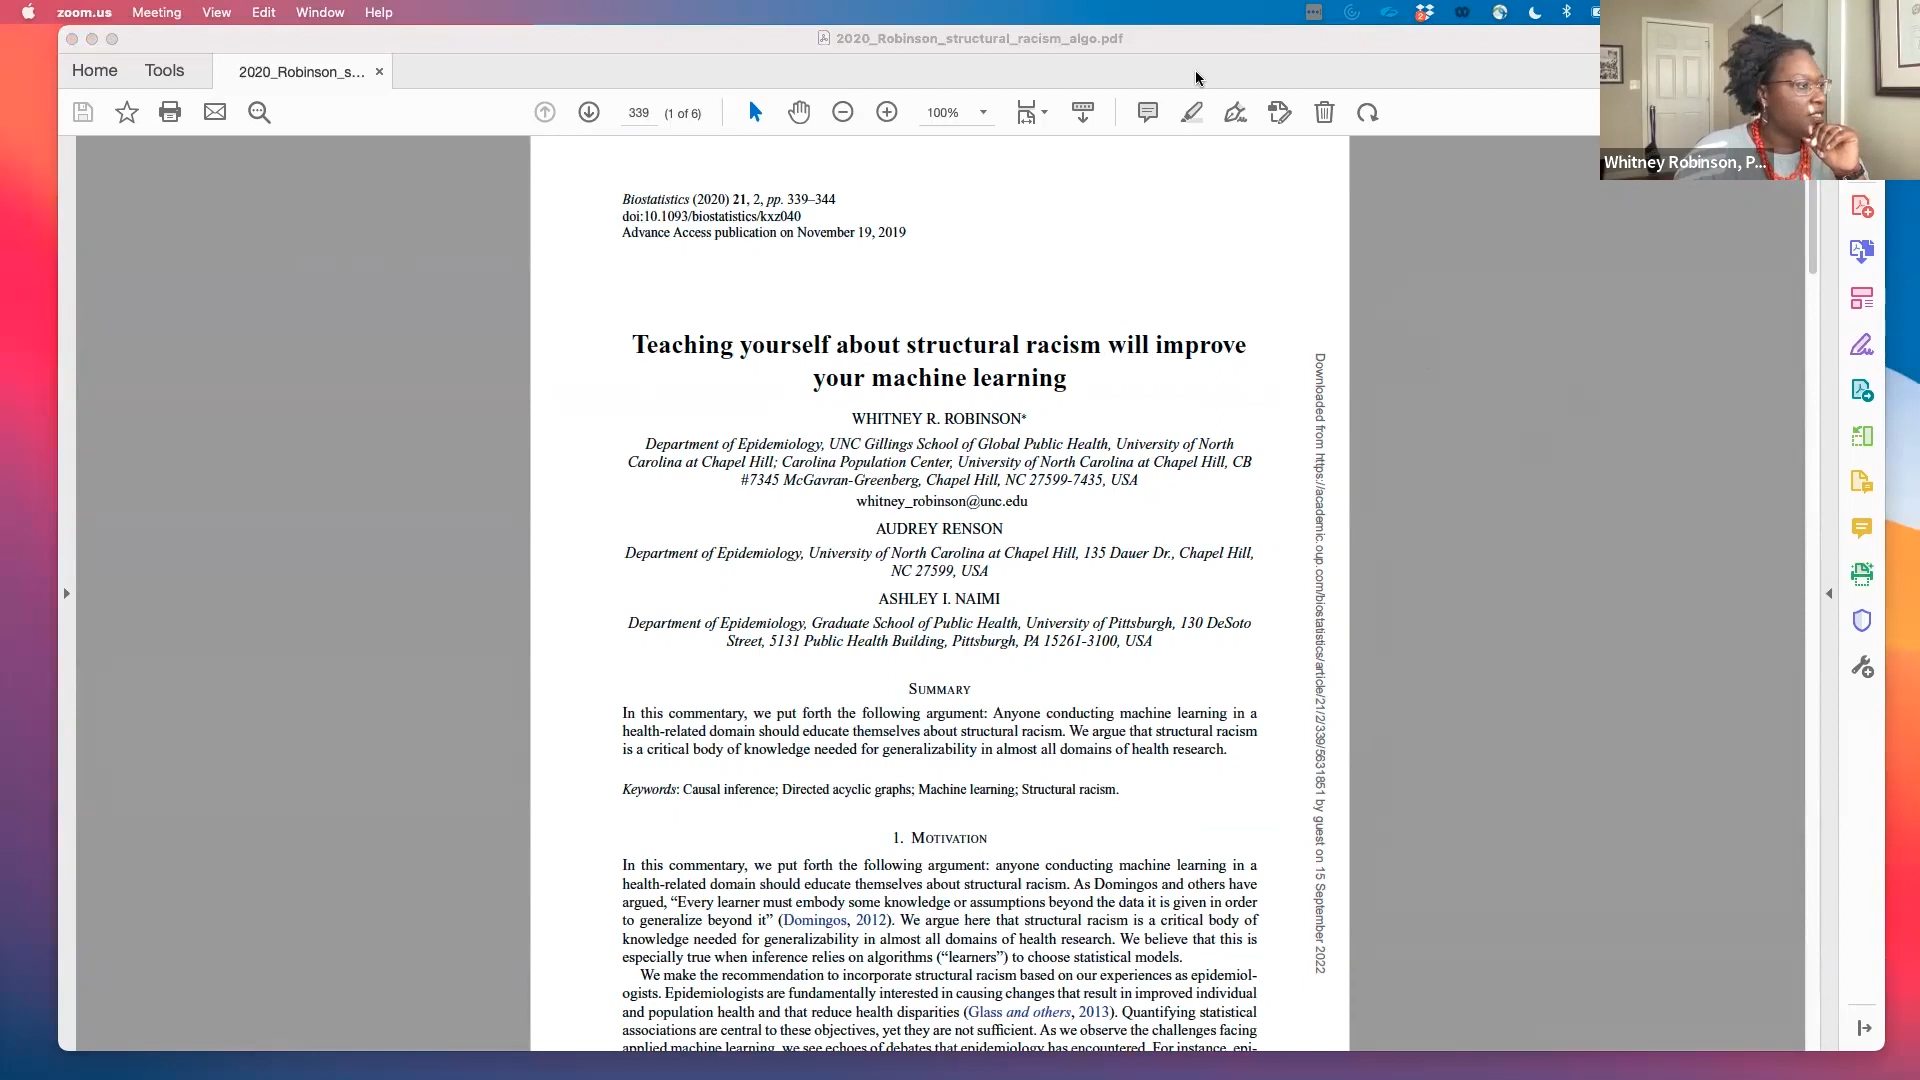 zoom.us Meeting View Edit Window Help
2
2020_Robinson_structural_racism_algo.pdf
Home Tools 2020_Robinson_s... ×
339 (1 of 6) 100%
Whitney Robinson, P...
Biostatistics (2020) 21, 2, pp. 339–344
doi:10.1093/biostatistics/kxz040
Advance Access publication on November 19, 2019
Teaching yourself about structural racism will improve
your machine learning
WHITNEY R. ROBINSON*
Department of Epidemiology, UNC Gillings School of Global Public Health, University of North
Carolina at Chapel Hill; Carolina Population Center, University of North Carolina at Chapel Hill, CB
#7345 McGavran-Greenberg, Chapel Hill, NC 27599-7435, USA
whitney_robinson@unc.edu
AUDREY RENSON
Department of Epidemiology, University of North Carolina at Chapel Hill, 135 Dauer Dr., Chapel Hill,
NC 27599, USA
ASHLEY I. NAIMI
Department of Epidemiology, Graduate School of Public Health, University of Pittsburgh, 130 DeSoto
Street, 5131 Public Health Building, Pittsburgh, PA 15261-3100, USA
Summary
In this commentary, we put forth the following argument: Anyone conducting machine learning in a
health-related domain should educate themselves about structural racism. We argue that structural racism
is a critical body of knowledge needed for generalizability in almost all domains of health research.
Keywords: Causal inference; Directed acyclic graphs; Machine learning; Structural racism.
1. Motivation
In this commentary, we put forth the following argument: anyone conducting machine learning in a
health-related domain should educate themselves about structural racism. As Domingos and others have
argued, “Every learner must embody some knowledge or assumptions beyond the data it is given in order
to generalize beyond it” (Domingos, 2012). We argue here that structural racism is a critical body of
knowledge needed for generalizability in almost all domains of health research. We believe that this is
especially true when inference relies on algorithms (“learners”) to choose statistical models.
We make the recommendation to incorporate structural racism based on our experiences as epidemiol-
ogists. Epidemiologists are fundamentally interested in causing changes that result in improved individual
and population health and that reduce health disparities (Glass and others, 2013). Quantifying statistical
associations are central to these objectives, yet they are not sufficient. As we observe the challenges facing
applied machine learning, we see echoes of debates that epidemiology has encountered. For instance, epi-
Downloaded from https://academic.oup.com/biostatistics/article/21/2/339/5631851 by guest on 15 September 2022